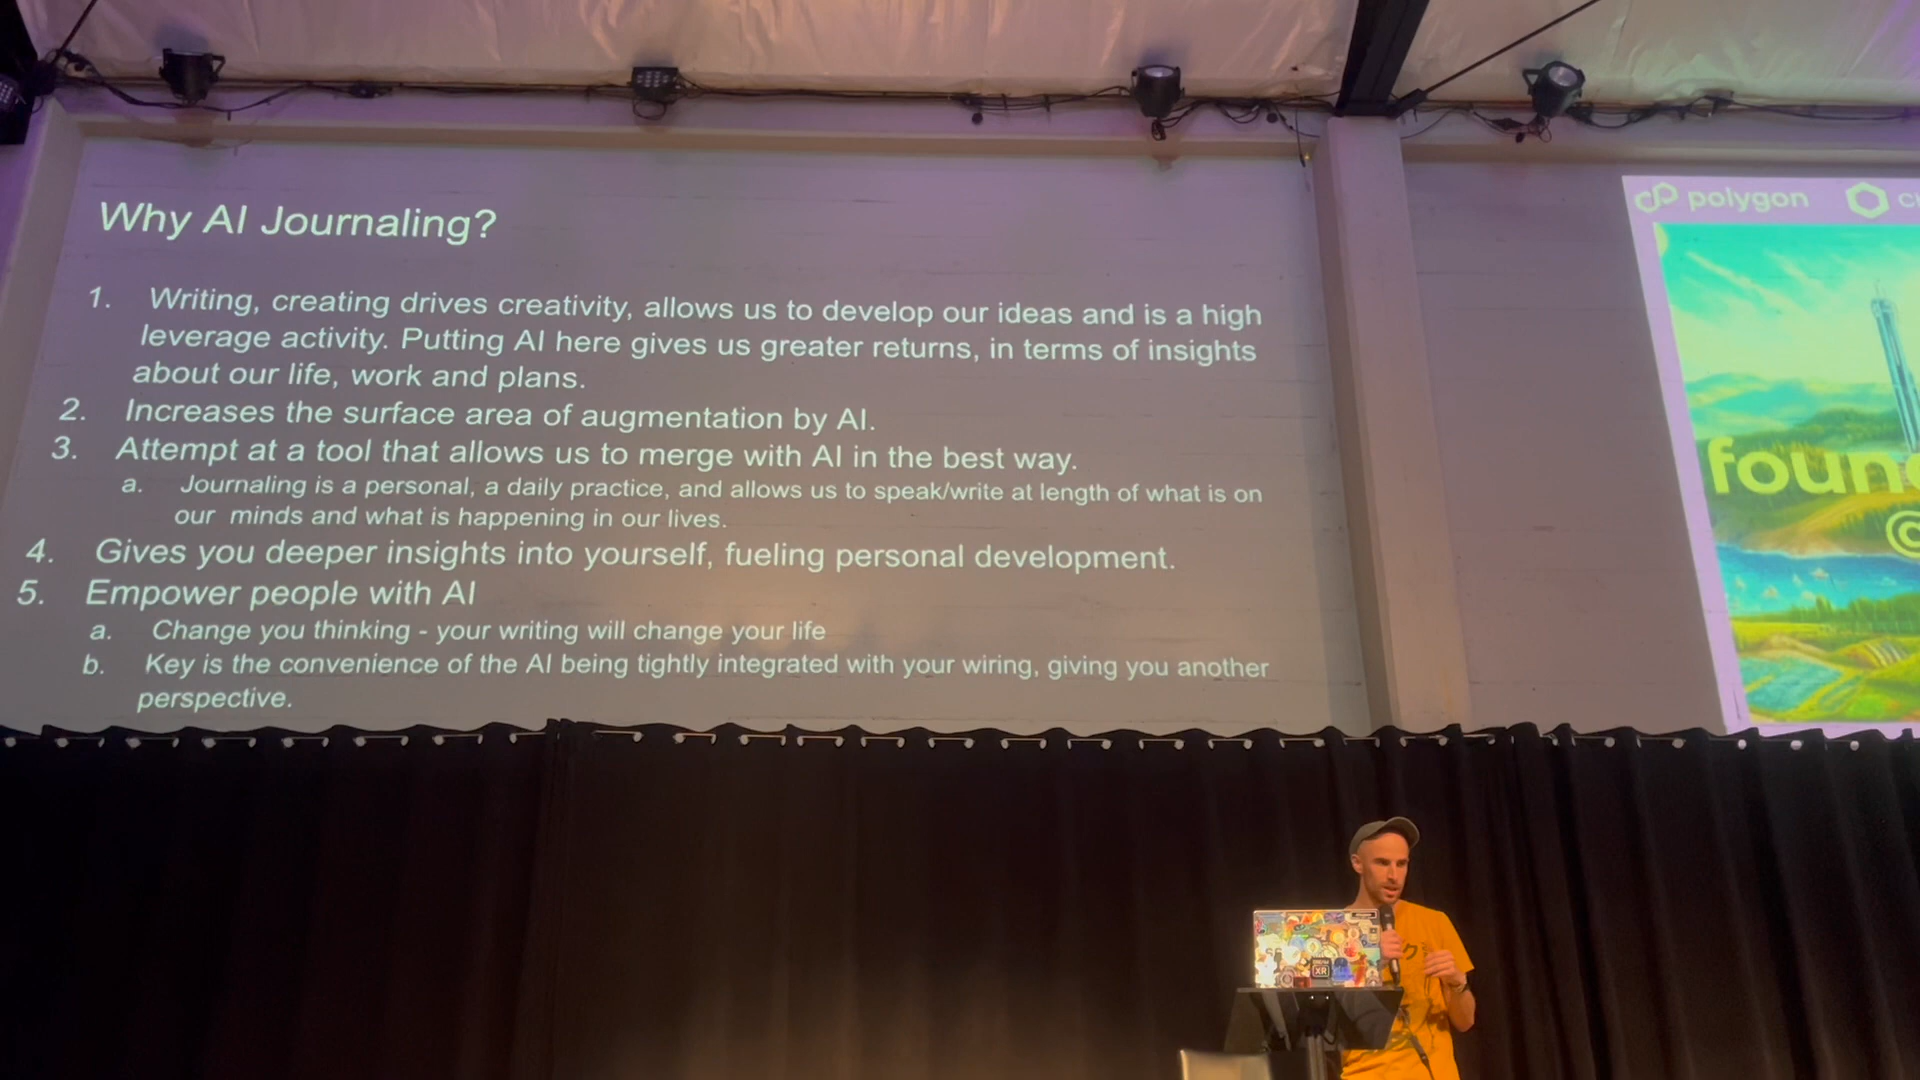 Why AI Journaling?
1. Writing, creating drives creativity, allows us to develop our ideas and is a high
leverage activity. Putting AI here gives us greater returns, in terms of insights
about our life, work and plans.
2. Increases the surface area of augmentation by AI.
3. Attempt at a tool that allows us to merge with AI in the best way.
a. Journaling is a personal, a daily practice, and allows us to speak/write at length of what is on
our minds and what is happening in our lives.
4. Gives you deeper insights into yourself, fueling personal development.
5. Empower people with AI
a. Change you thinking - your writing will change your life
b. Key is the convenience of the AI being tightly integrated with your wiring, giving you another
perspective.
polygon
foun
@
XR